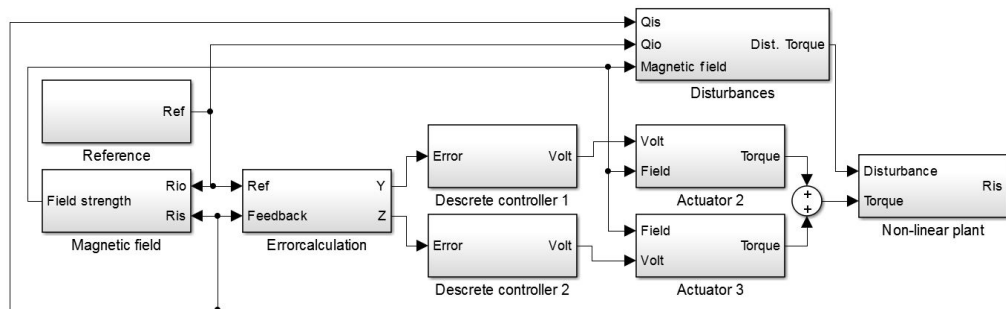 Qis
Qio
Magnetic field
Dist. Torque
Disturbances
Ref
Reference
Field strength
Rio
Ris
Magnetic field
Ref
Feedback
Y
Z
Errorcalculation
Error
Volt
Descrete controller 1
Error
Volt
Descrete controller 2
Volt
Field
Torque
Actuator 2
Field
Volt
Torque
Actuator 3
+
+
Disturbance
Torque
Ris
Non-linear plant